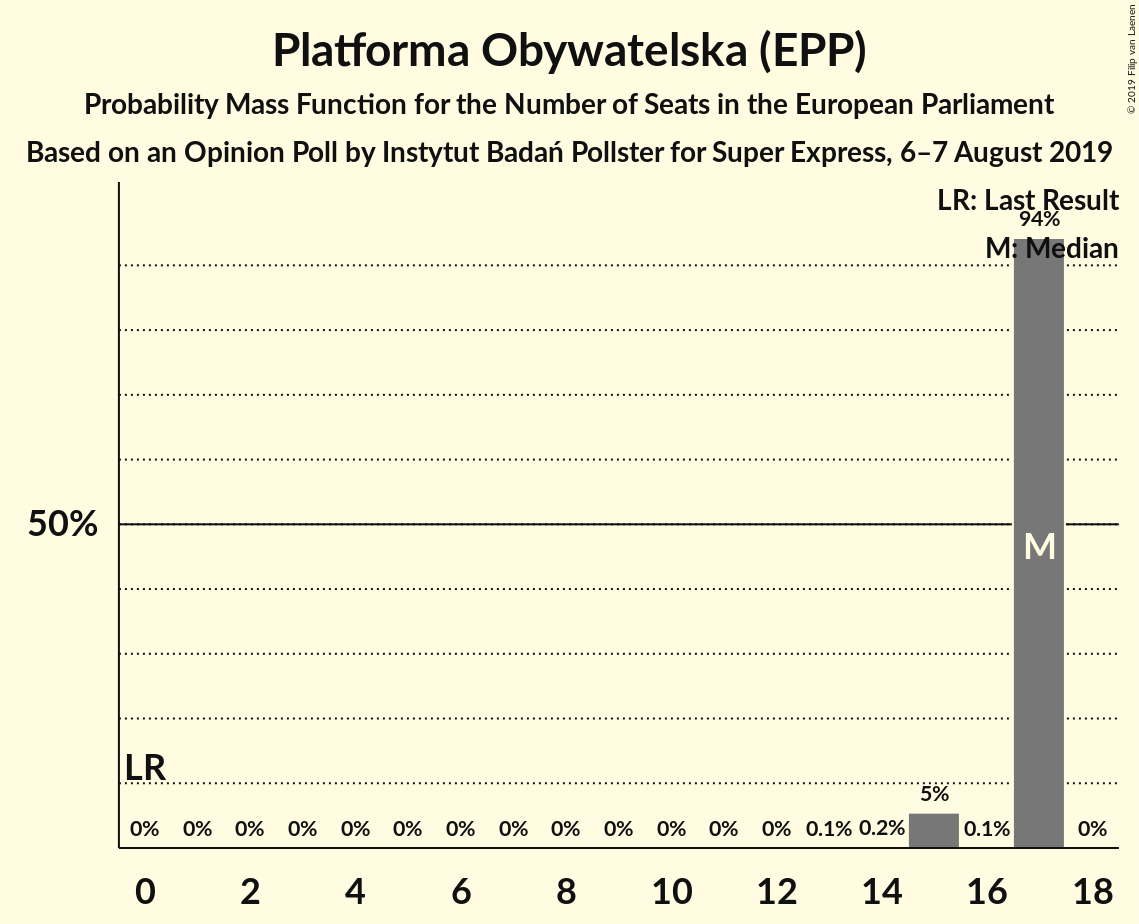 Platforma Obywatelska (EPP)
Probability Mass Function for the Number of Seats in the European Parliament
Based on an Opinion Poll by Instytut Badań Pollster for Super Express, 6–7 August 2019
© 2019 Filip van Laenen
LR: Last Result
94%
M: Median
50%
M
LR
5%
0% 0% 0% 0% 0% 0% 0% 0% 0% 0% 0% 0% 0% 0.1% 0.2% 0.1% 0%
0 2 4 6 8 10 12 14 16 18